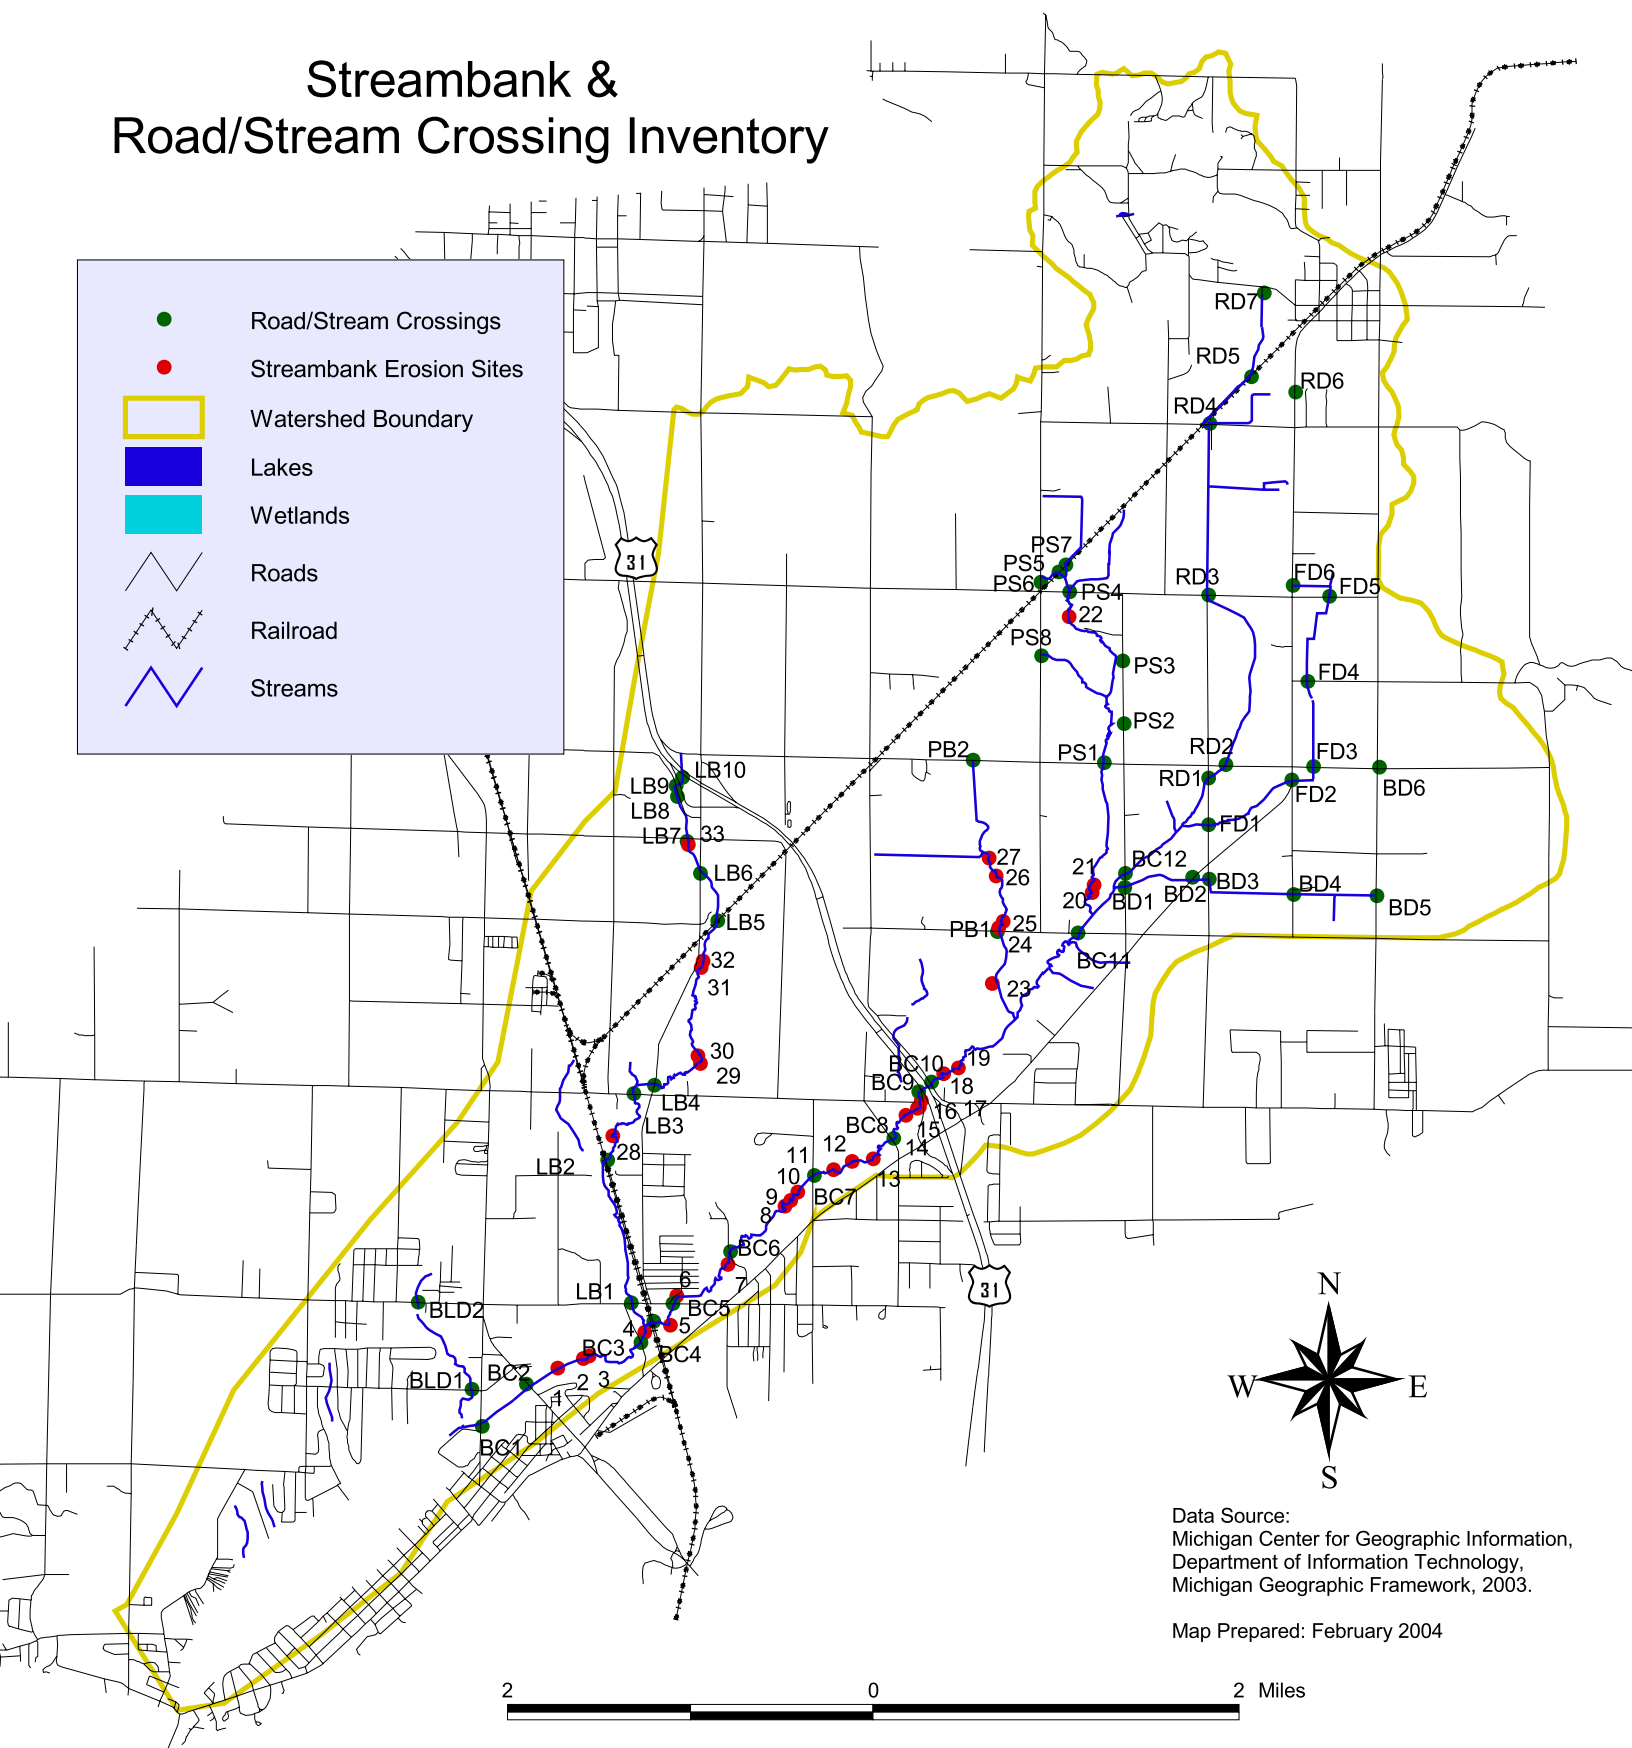 Streambank &
Road/Stream Crossing Inventory
Road/Stream Crossings
Streambank Erosion Sites
Watershed Boundary
Lakes
Wetlands
Roads
Railroad
Streams
31
RD7
RD5
RD6
RD4
PS7
PS5
PS6
PS4
RD3
FD6
FD5
22
PS8
PS3
FD4
PS2
PB2
PS1
RD2
FD3
RD1
FD2
BD6
LB10
LB9
LB8
LB7
33
FD1
LB6
27
26
21
20
BC12
BD1
BD2
BD3
BD4
BD5
LB5
25
PB1
24
BC11
32
31
23
30
29
BC10
19
BC9
18
LB4
16
17
LB3
BC8
15
14
28
LB2
12
11
13
10
BC7
9
8
BC6
7
6
LB1
BC5
BLD2
4
5
BC3
BC4
31
BLD1
BC2
2
3
1
BC1
N
W
E
S
Data Source:
Michigan Center for Geographic Information,
Department of Information Technology,
Michigan Geographic Framework, 2003.
Map Prepared: February 2004
2
0
2
Miles